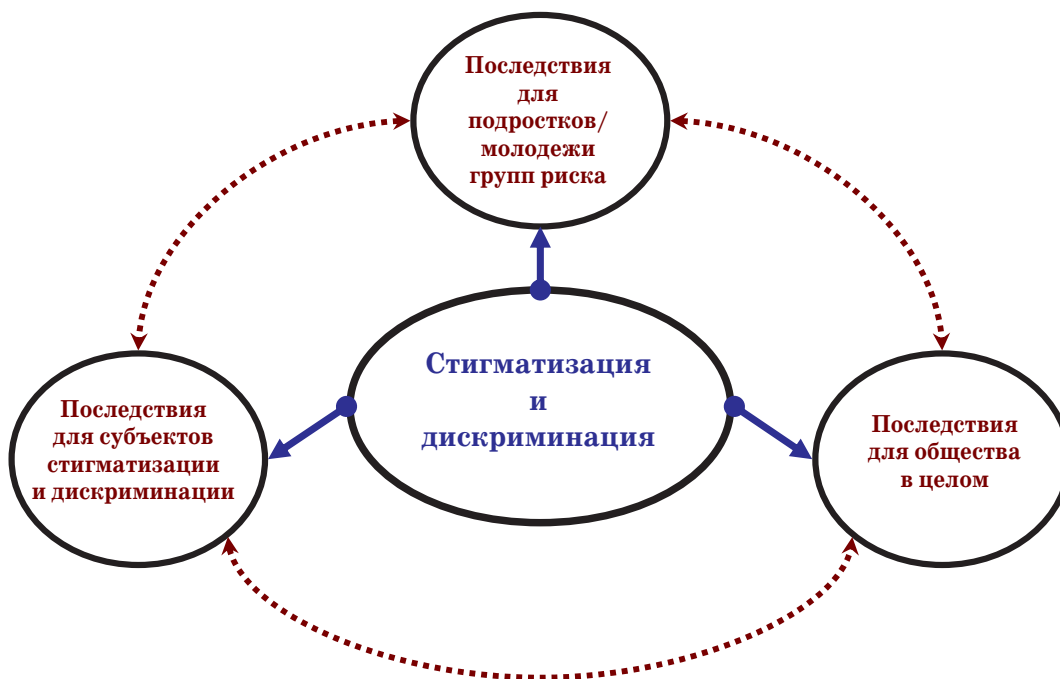 Последствия
для
подростков/
молодежи
групп риска
Стигматизация
и
дискриминация
Последствия
для субъектов
стигматизации
и дискриминации
Последствия
для общества
в целом